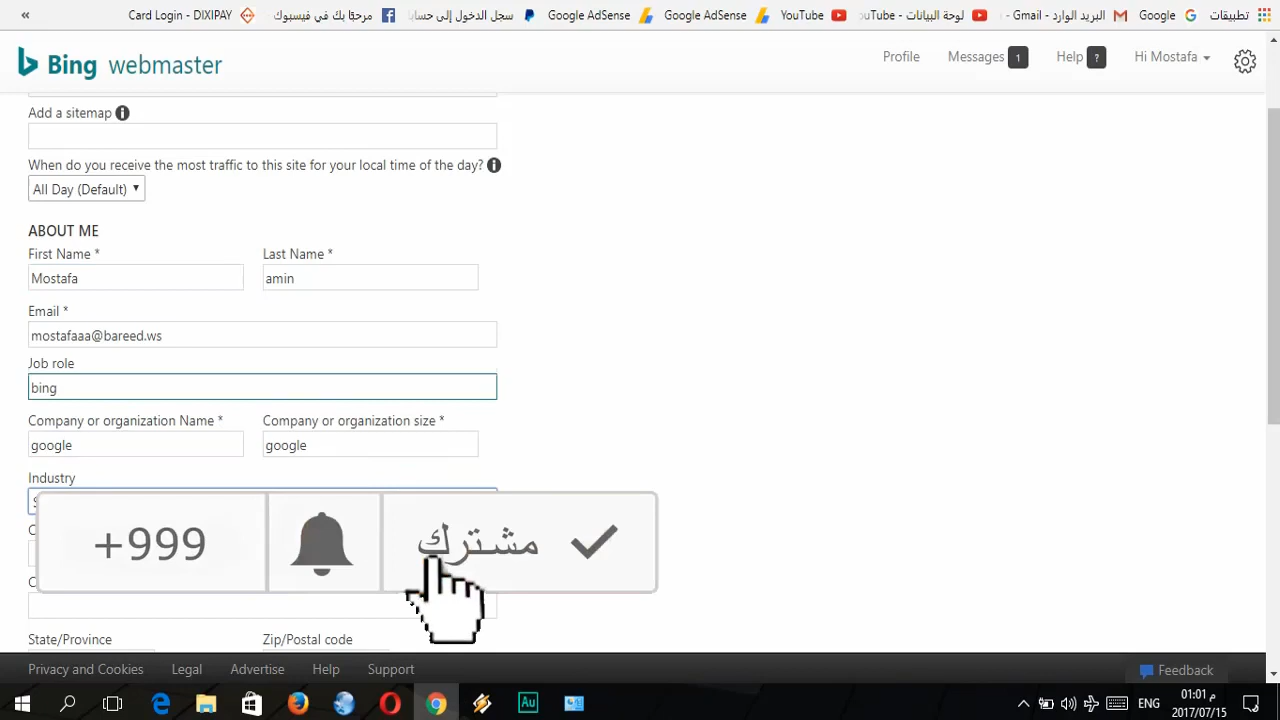 « Card Login - DIXIPAY مرحبًا بك في فيسبوك سجل الدخول إلى حسابا Google AdSense Google AdSense YouTube لوحة البيانات - YouTube البريد الوارد - Gmail - Google تطبيقات
Bing webmaster Profile Messages 1 Help ? Hi Mostafa
Add a sitemap
When do you receive the most traffic to this site for your local time of the day?
All Day (Default)
ABOUT ME
First Name * Last Name *
Mostafa amin
Email *
mostafaaa@bareed.ws
Job role
bing
Company or organization Name * Company or organization size *
google google
Industry
+999 مشترك
State/Province Zip/Postal code
Privacy and Cookies Legal Advertise Help Support Feedback
Au ENG 01:01 م
2017/07/15